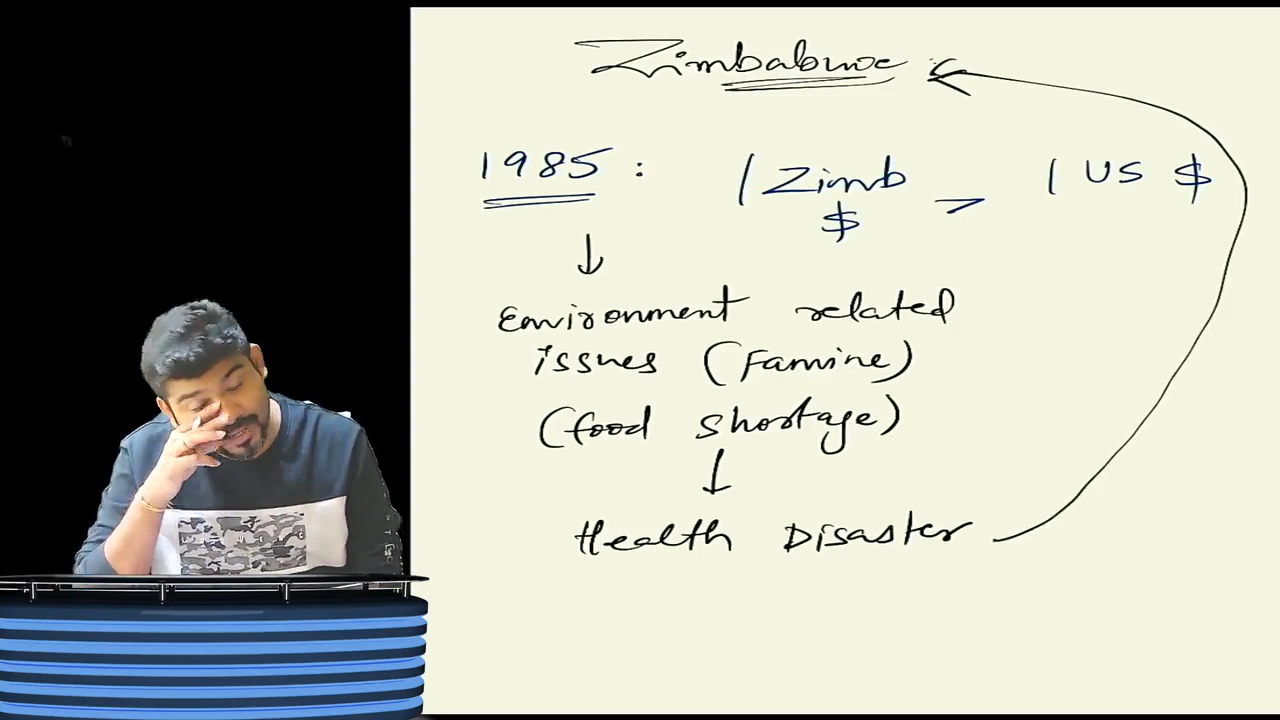 Zimbabwe
1985 : 1 Zimb $ > 1 US $
↓
Environment related
issues (Famine)
(food shortage)
↓
Health Disaster